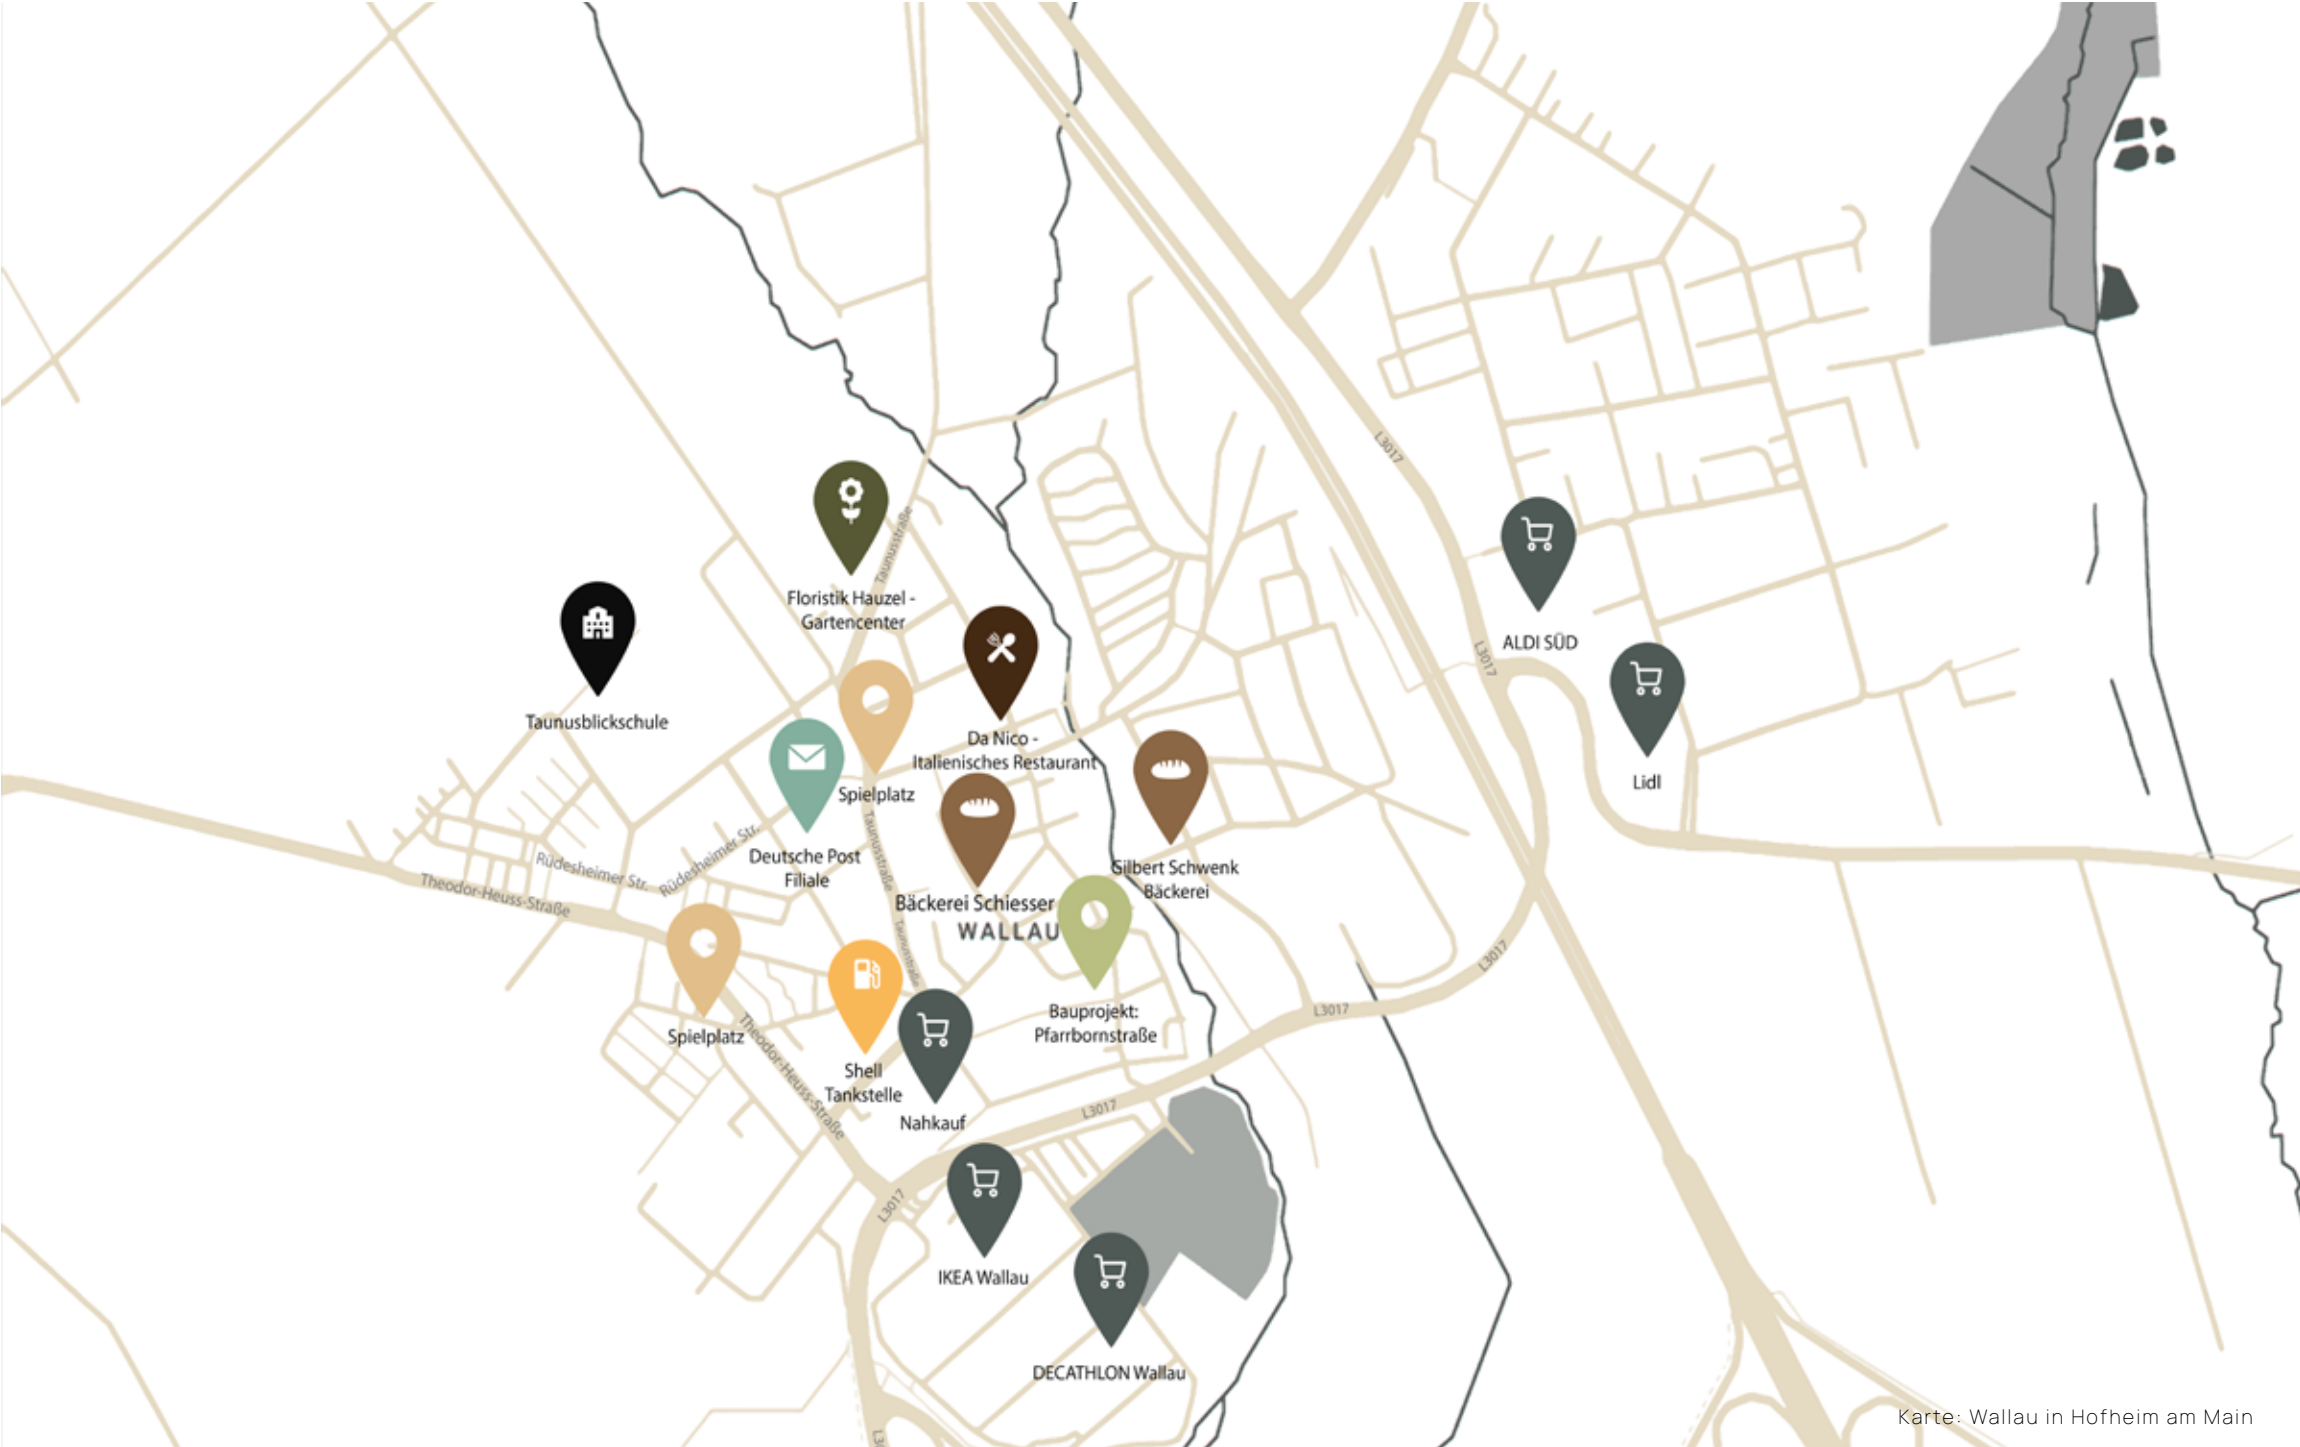 L3017
Taunusstraße
Floristik Hauzel -
Gartencenter
ALDI SÜD
L3017
Taunusblickschule
Da Nico -
Italienisches Restaurant
Lidl
Spielplatz
Taunusstraße
Rüdesheimer Str.
Rüdesheimer Str.
Deutsche Post
Filiale
Gilbert Schwenk
Bäckerei
Theodor-Heuss-Straße
Bäckerei Schiesser
WALLAU
Taunusstraße
L3017
Bauprojekt:
Pfarrbornstraße
L3017
Spielplatz
Theodor-Heuss-Straße
Shell
Tankstelle
Nahkauf
L3017
L3017
IKEA Wallau
DECATHLON Wallau
Karte: Wallau in Hofheim am Main